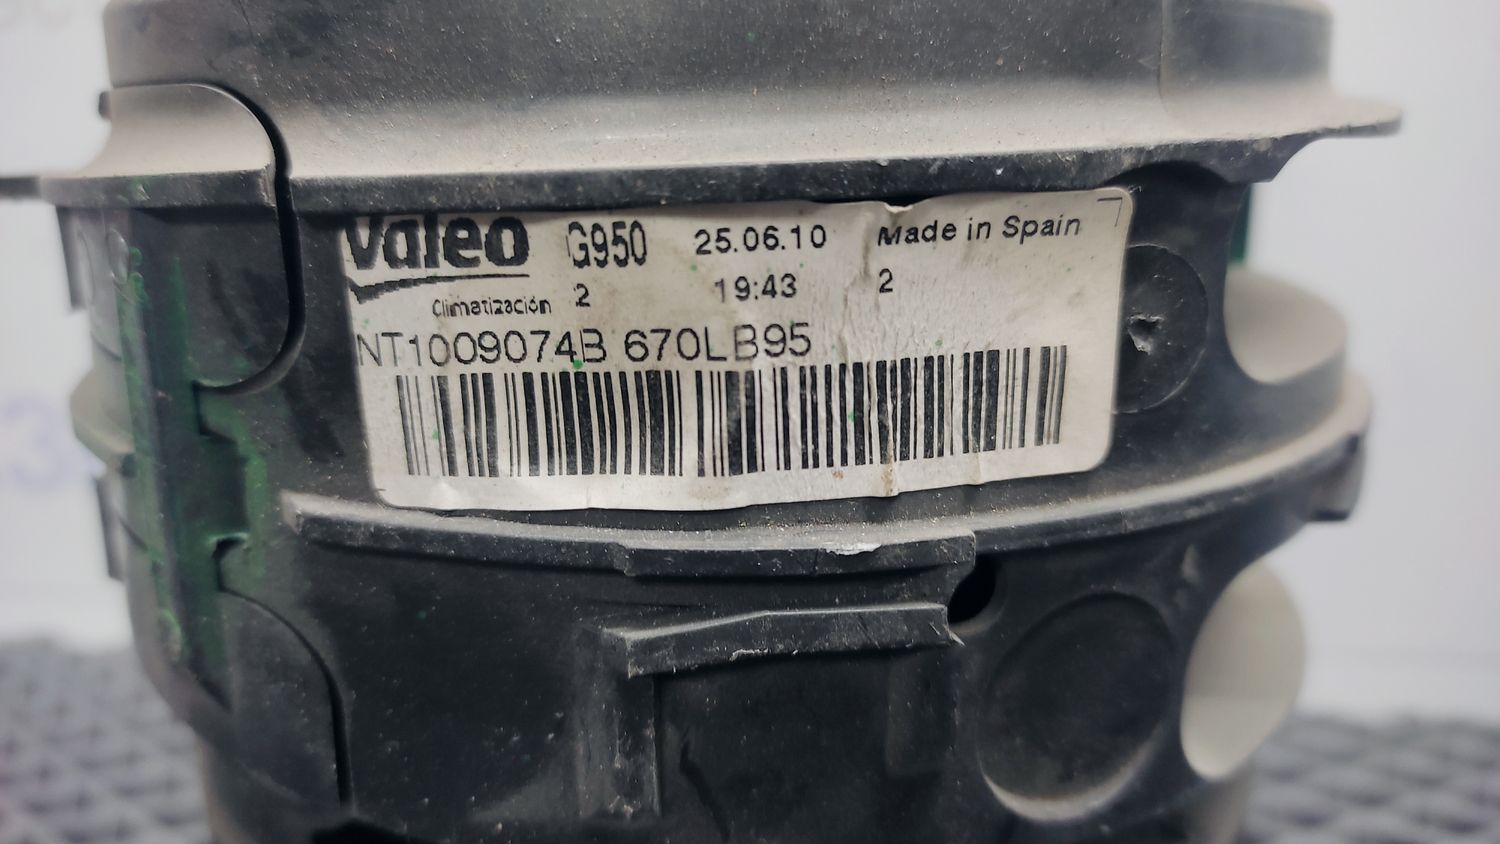 Valeo G950 25.06.10 Made in Spain
Climatización 2 19:43 2
NT1009074B 670LB95